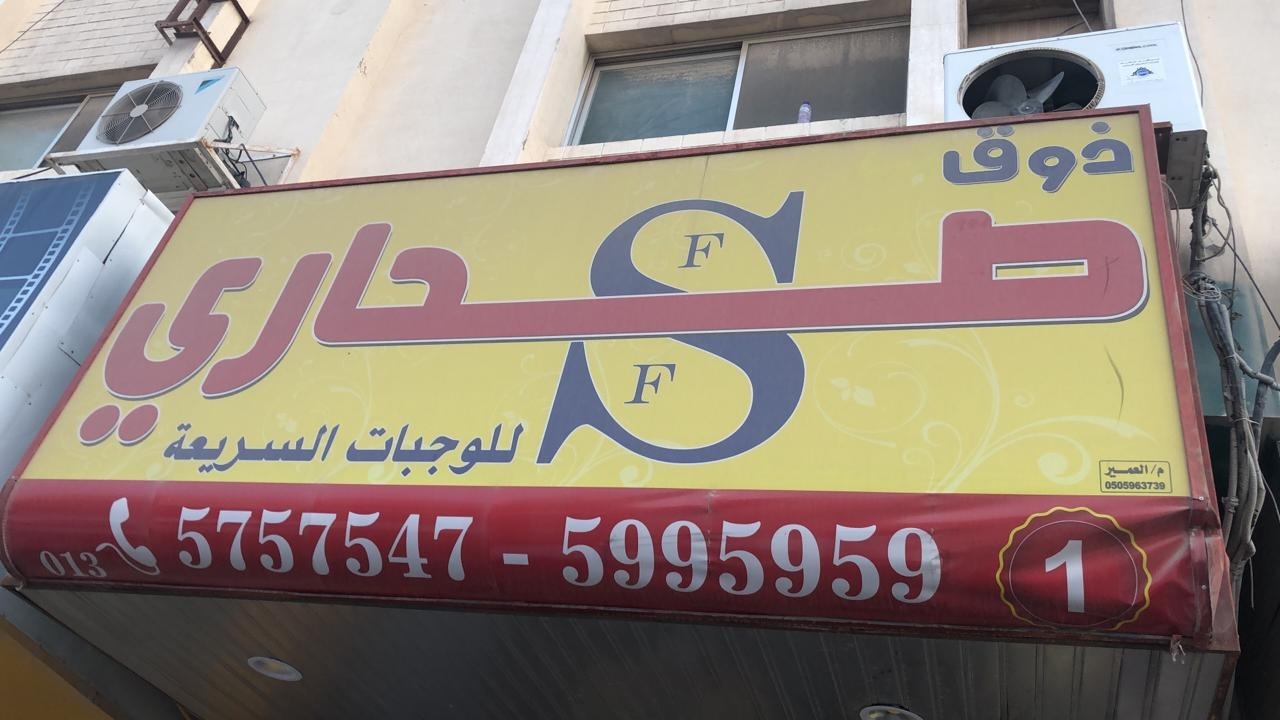 ذوق
صحاري
S
F
F
للوجبات السريعة
م/العمير
0505963739
013 5757547 - 5995959
1